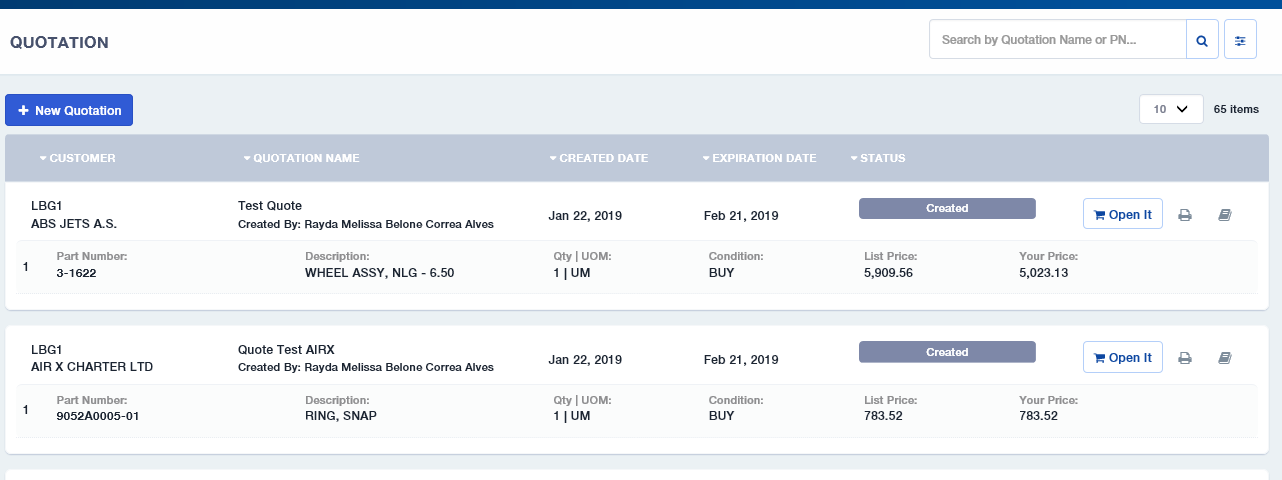 QUOTATION
Search by Quotation Name or PN...
New Quotation
10
65 items
CUSTOMER QUOTATION NAME CREATED DATE EXPIRATION DATE STATUS
LBG1
ABS JETS A.S.
Test Quote
Created By: Rayda Melissa Belone Correa Alves
Jan 22, 2019
Feb 21, 2019
Created
Open It
1
Part Number: Description: Qty | UOM: Condition: List Price: Your Price:
3-1622 WHEEL ASSY, NLG - 6.50 1 | UM BUY 5,909.56 5,023.13
LBG1
AIR X CHARTER LTD
Quote Test AIRX
Created By: Rayda Melissa Belone Correa Alves
Jan 22, 2019
Feb 21, 2019
Created
Open It
1
Part Number: Description: Qty | UOM: Condition: List Price: Your Price:
9052A0005-01 RING, SNAP 1 | UM BUY 783.52 783.52